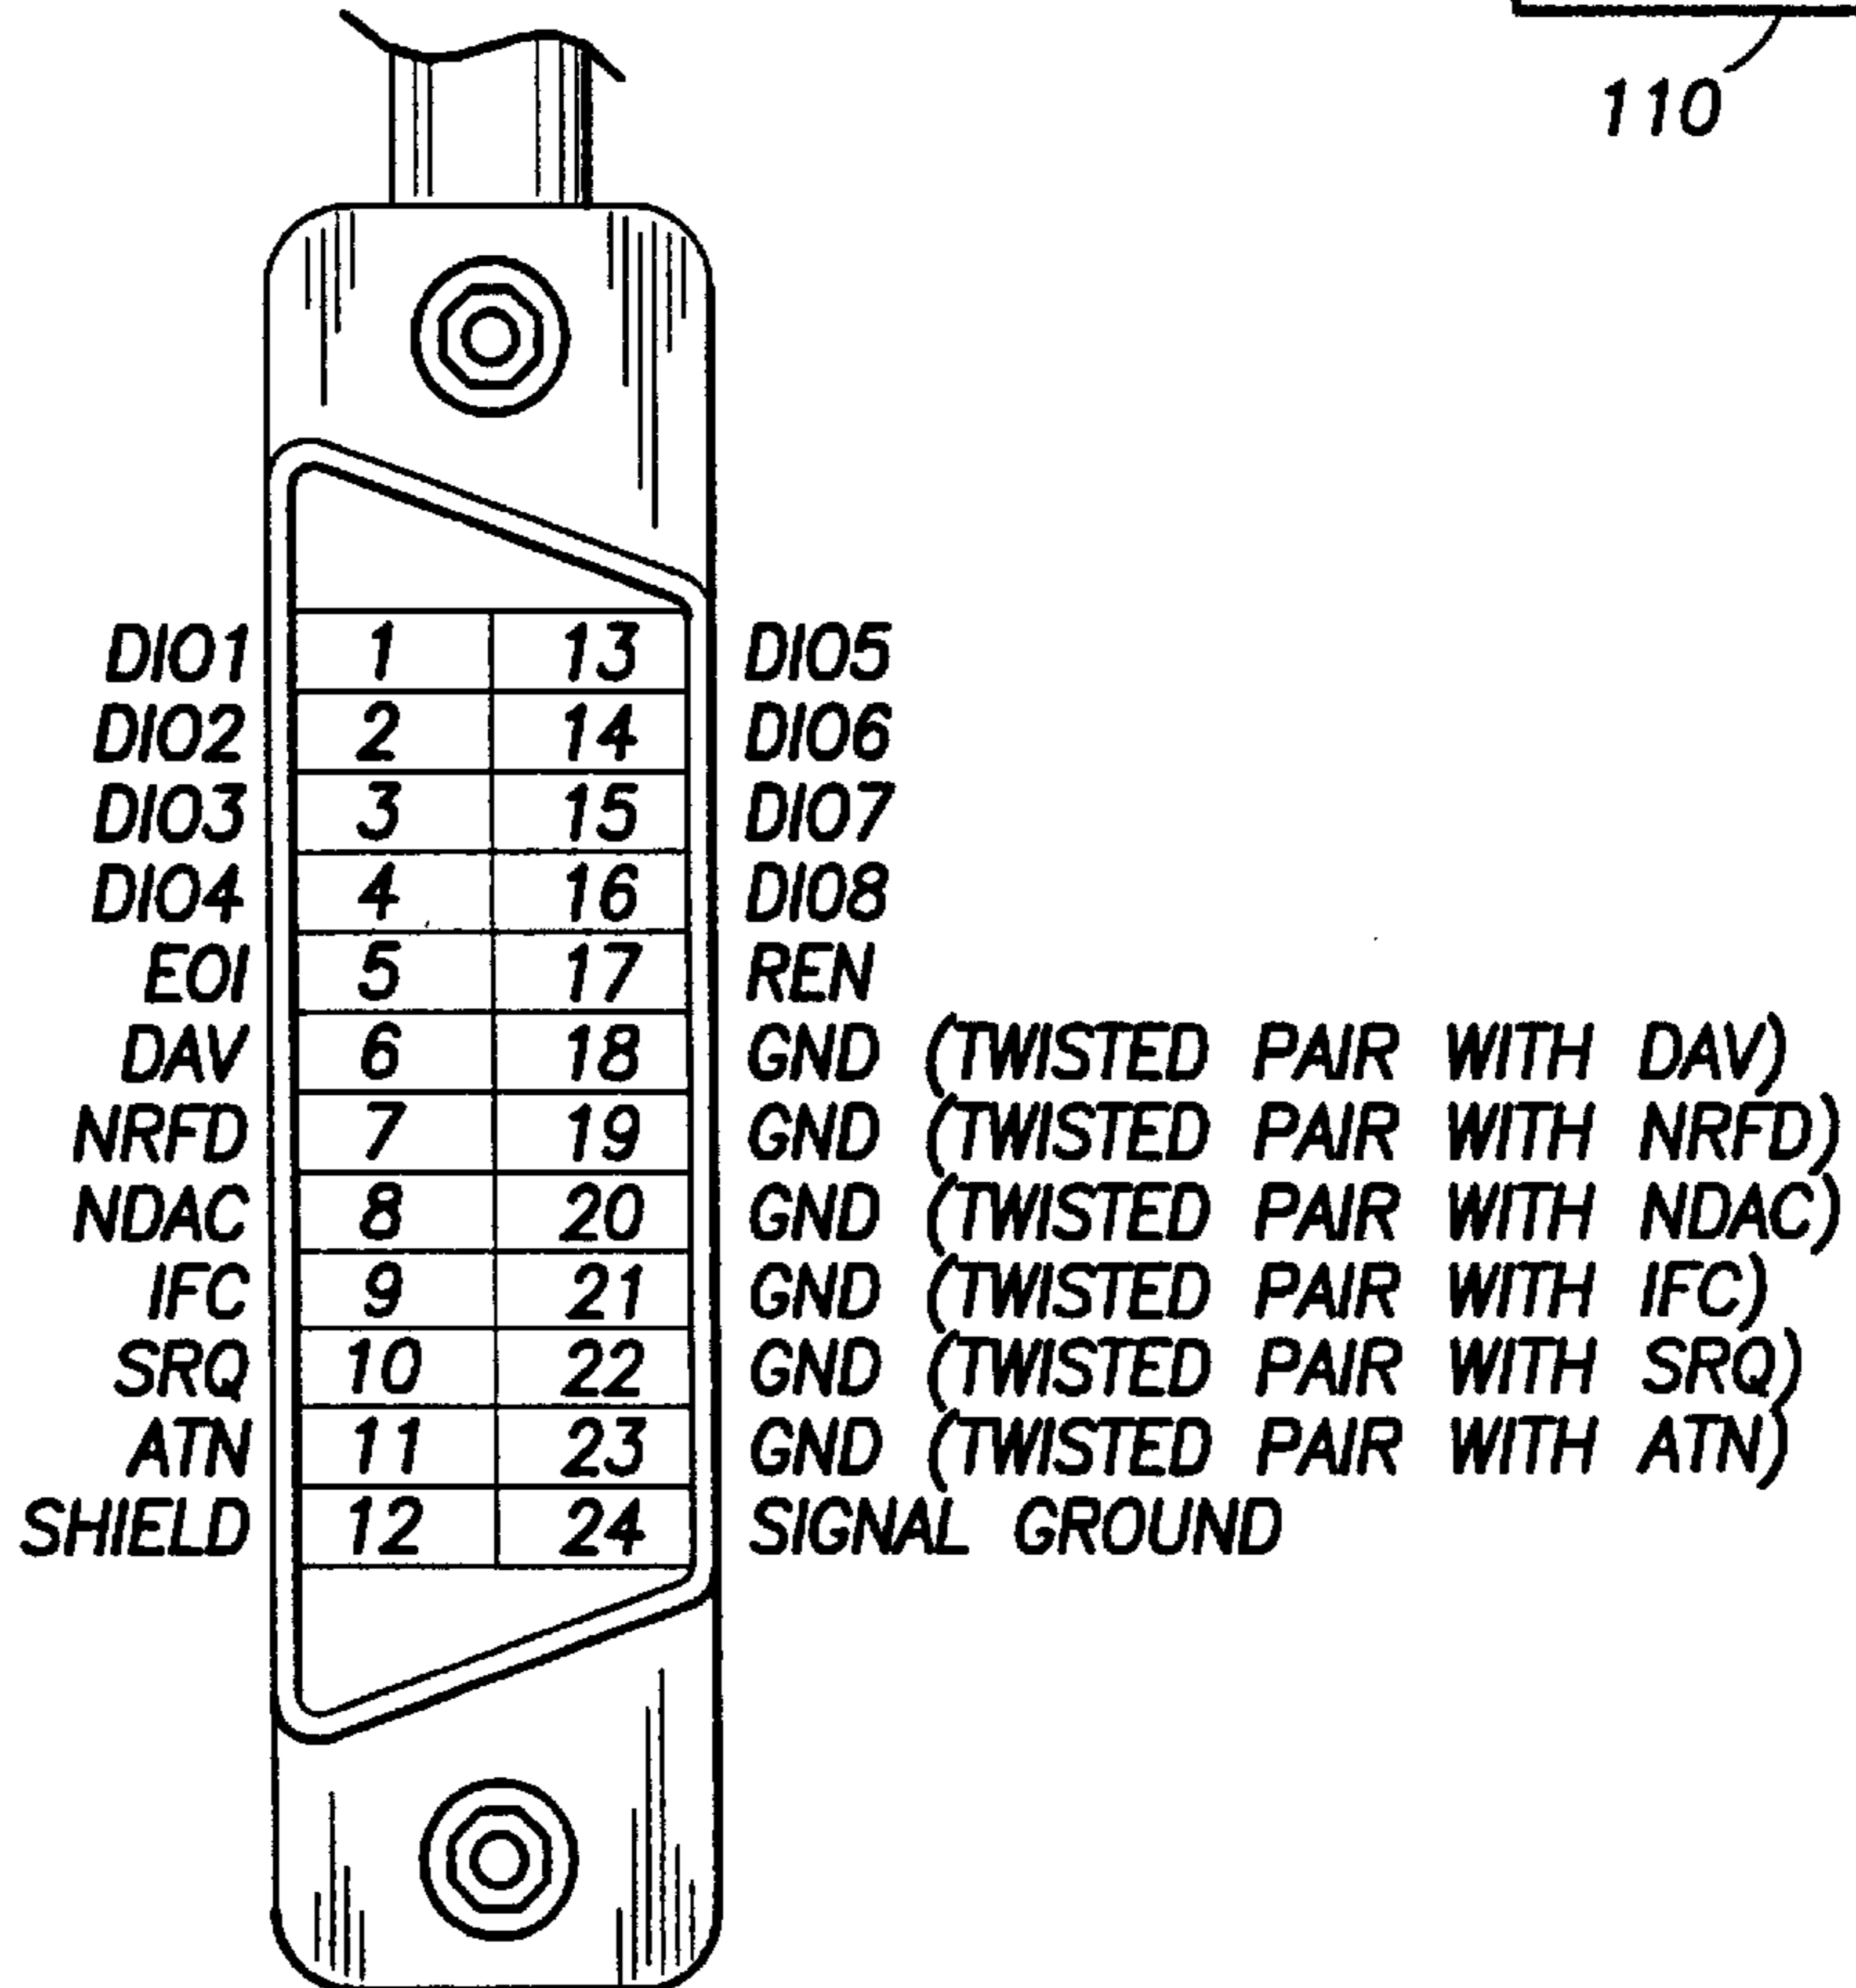 110
DIO1 1 13 DIO5
DIO2 2 14 DIO6
DIO3 3 15 DIO7
DIO4 4 16 DIO8
EOI 5 17 REN
DAV 6 18 GND (TWISTED PAIR WITH DAV)
NRFD 7 19 GND (TWISTED PAIR WITH NRFD)
NDAC 8 20 GND (TWISTED PAIR WITH NDAC)
IFC 9 21 GND (TWISTED PAIR WITH IFC)
SRQ 10 22 GND (TWISTED PAIR WITH SRQ)
ATN 11 23 GND (TWISTED PAIR WITH ATN)
SHIELD 12 24 SIGNAL GROUND